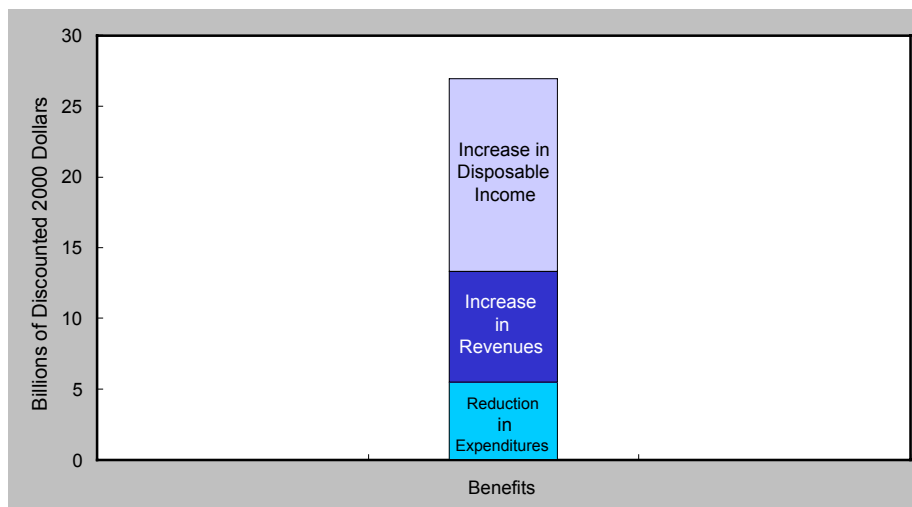 30
25
20
15
10
5
0
Billions of Discounted 2000 Dollars
Increase in
Disposable
Income
Increase
in
Revenues
Reduction
in
Expenditures
Benefits